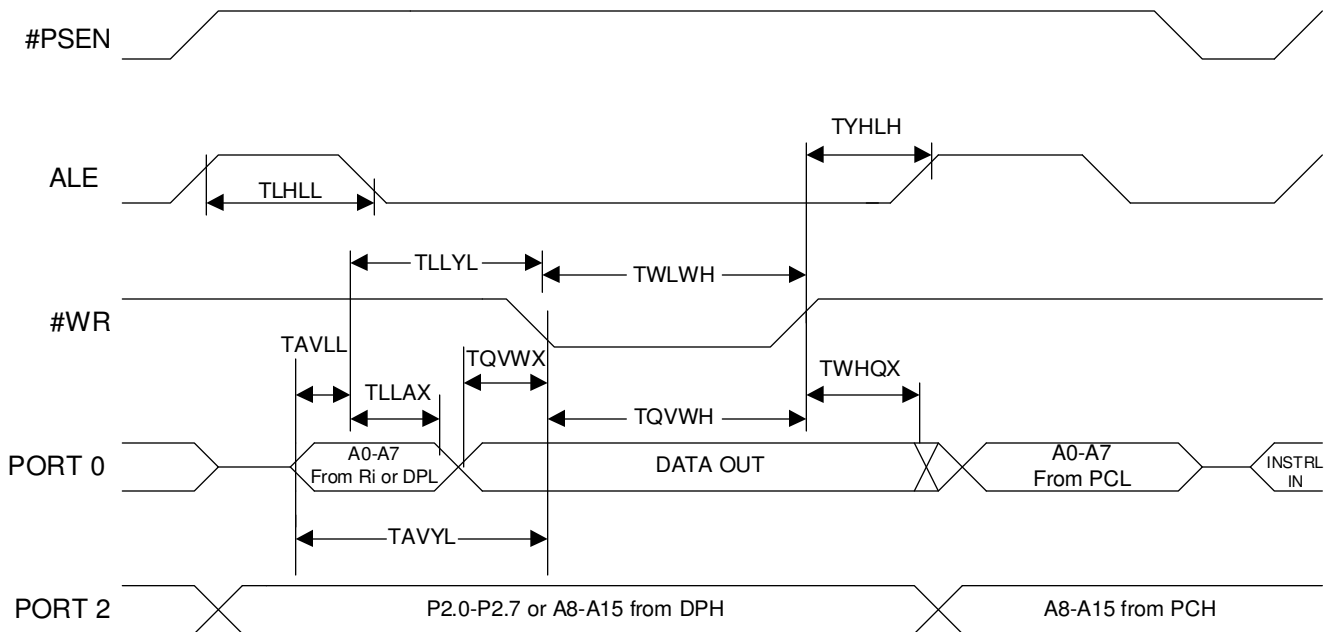 #PSEN
TYHLH
ALE
TLHLL
TLLYL
TWLWH
#WR
TAVLL
TQVWX
TWHQX
TLLAX
TQVWH
PORT 0
A0-A7
From Ri or DPL
DATA OUT
A0-A7
From PCL
INSTRL
IN
TAVYL
PORT 2
P2.0-P2.7 or A8-A15 from DPH
A8-A15 from PCH